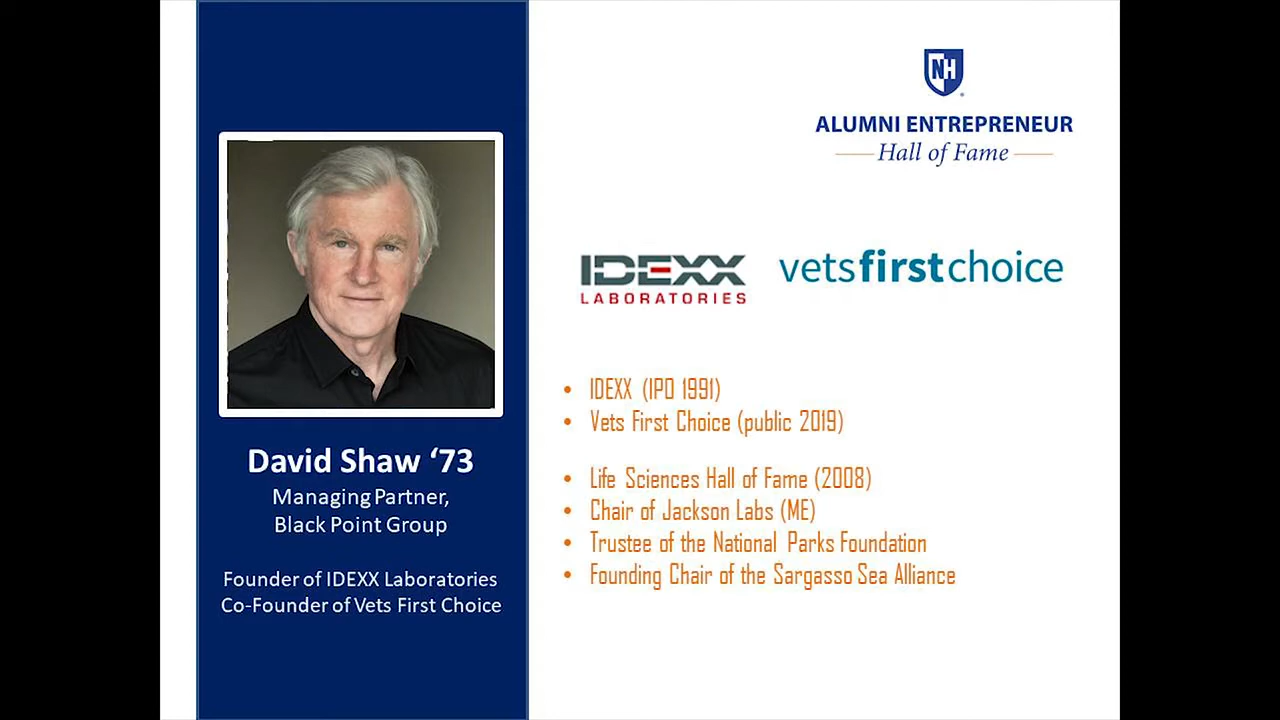 NH
ALUMNI ENTREPRENEUR
Hall of Fame
IDEXX
LABORATORIES
vetsfirstchoice
• IDEXX (IPO 1991)
• Vets First Choice (public 2019)
• Life Sciences Hall of Fame (2008)
• Chair of Jackson Labs (ME)
• Trustee of the National Parks Foundation
• Founding Chair of the Sargasso Sea Alliance
David Shaw ‘73
Managing Partner,
Black Point Group
Founder of IDEXX Laboratories
Co-Founder of Vets First Choice